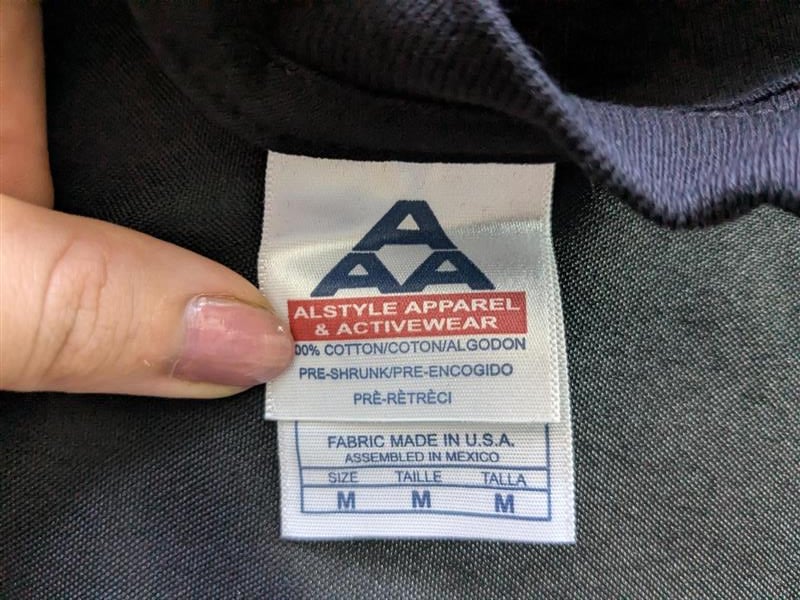 AAA
ALSTYLE APPAREL
& ACTIVEWEAR
00% COTTON/COTON/ALGODON
PRE-SHRUNK/PRE-ENCOGIDO
PRÈ-RÈTRÈCI
FABRIC MADE IN U.S.A.
ASSEMBLED IN MEXICO
SIZE TAILLE TALLA
M M M